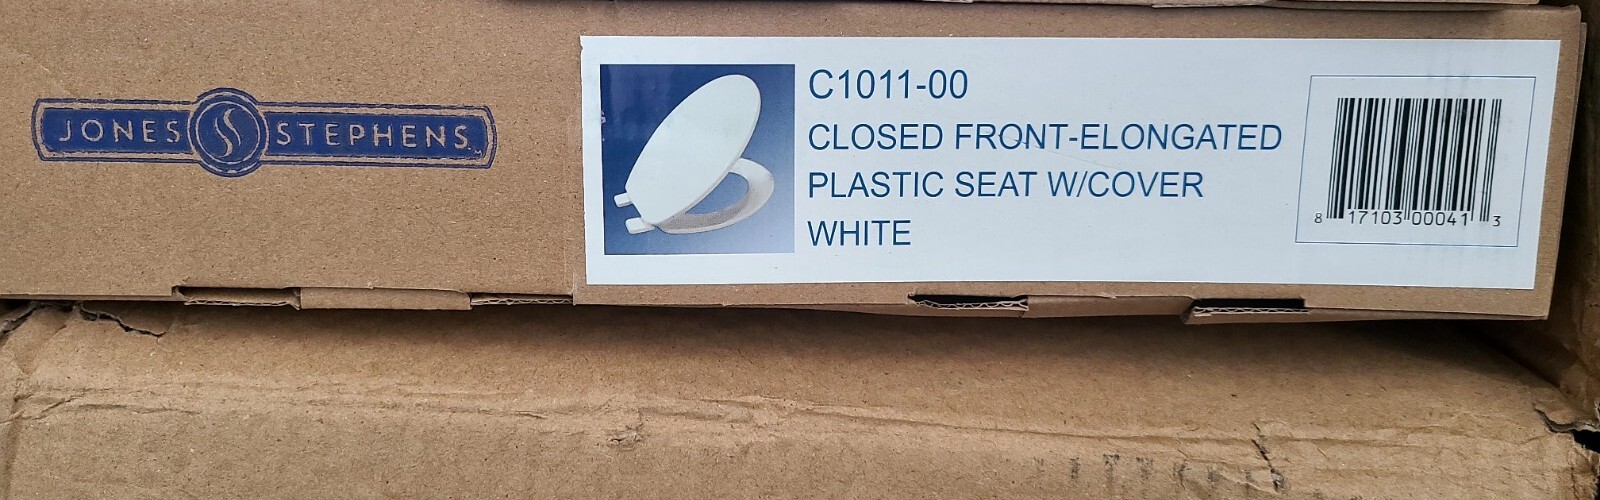 JONES STEPHENS
C1011-00
CLOSED FRONT-ELONGATED
PLASTIC SEAT W/COVER
WHITE
8 17103 00041 3